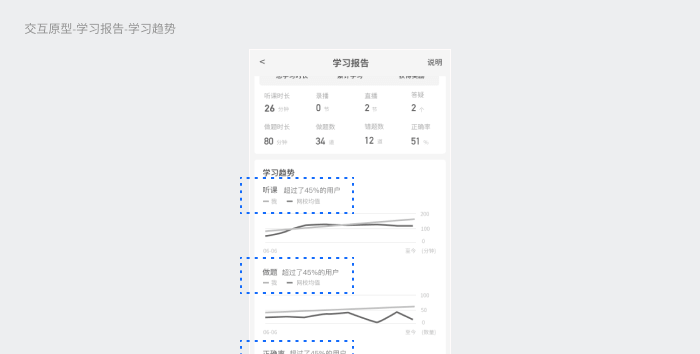 交互原型-学习报告-学习趋势
< 学习报告 说明
听课时长 录播 直播 答疑
26 分钟 0 节 2 节 2 个
做题时长 做题数 错题数 正确率
80 分钟 34 道 12 道 51 %
学习趋势
听课 超过了45%的用户
我 网校均值
200
100
0
06-05 至今 (分钟)
做题 超过了45%的用户
我 网校均值
100
50
0
06-05 至今 (数量)
正确率 超过了45%的用户